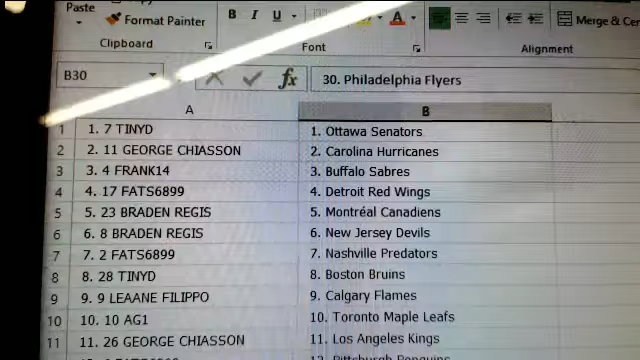 Paste
Format Painter
B I U
A
Merge & Cen
Clipboard
Font
Alignment
B30
fx
30. Philadelphia Flyers
A B
1 1. 7 TINYD 1. Ottawa Senators
2 2. 11 GEORGE CHIASSON 2. Carolina Hurricanes
3 3. 4 FRANK14 3. Buffalo Sabres
4 4. 17 FATS6899 4. Detroit Red Wings
5 5. 23 BRADEN REGIS 5. Montréal Canadiens
6 6. 8 BRADEN REGIS 6. New Jersey Devils
7 7. 2 FATS6899 7. Nashville Predators
8 8. 28 TINYD 8. Boston Bruins
9 9. 9 LEAANE FILIPPO 9. Calgary Flames
10 10. 10 AG1 10. Toronto Maple Leafs
11 11. 26 GEORGE CHIASSON 11. Los Angeles Kings
12. Pittsburgh Penguins